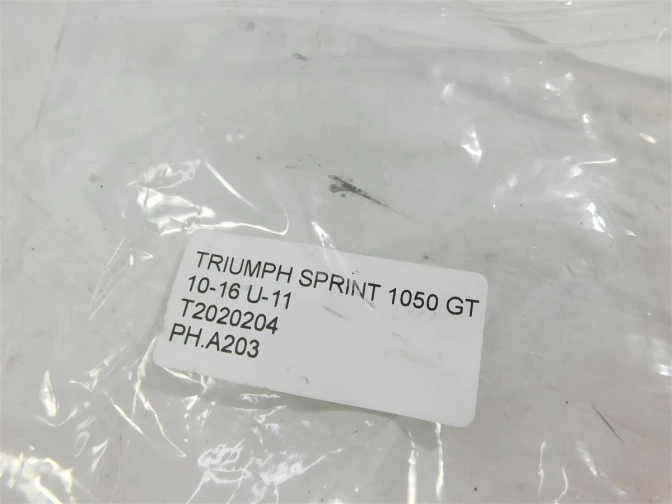 TRIUMPH SPRINT 1050 GT
10-16 U-11
T2020204
PH.A203